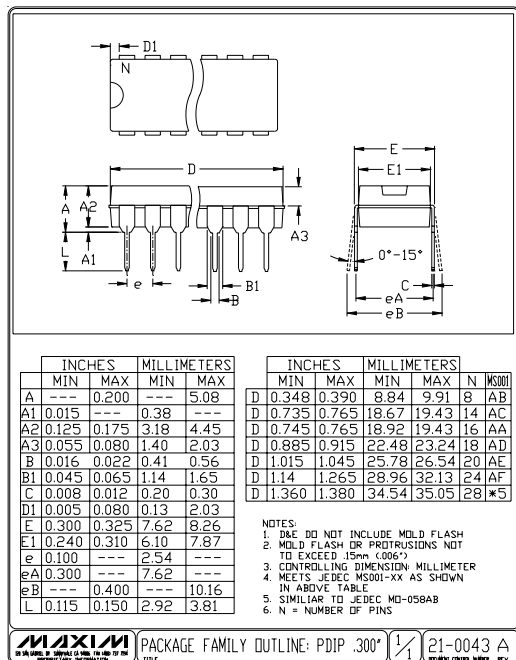 D1
N
D
E
E1
A
A2
A3
L
A1
e
B1
B
0°-15°
C
eA
eB
INCHES MILLIMETERS
MIN MAX MIN MAX
A --- 0.200 --- 5.08
A1 0.015 --- 0.38 ---
A2 0.125 0.175 3.18 4.45
A3 0.055 0.080 1.40 2.03
B 0.016 0.022 0.41 0.56
B1 0.045 0.065 1.14 1.65
C 0.008 0.012 0.20 0.30
D1 0.005 0.080 0.13 2.03
E 0.300 0.325 7.62 8.26
E1 0.240 0.310 6.10 7.87
e 0.100 --- 2.54 ---
eA 0.300 --- 7.62 ---
eB --- 0.400 --- 10.16
L 0.115 0.150 2.92 3.81
INCHES MILLIMETERS
MIN MAX MIN MAX N MS001
D 0.348 0.390 8.84 9.91 8 AB
D 0.735 0.765 18.67 19.43 14 AC
D 0.745 0.765 18.92 19.43 16 AA
D 0.885 0.915 22.48 23.24 18 AD
D 1.015 1.045 25.78 26.54 20 AE
D 1.14 1.265 28.96 32.13 24 AF
D 1.360 1.380 34.54 35.05 28 *5
NOTES:
1. D&E DO NOT INCLUDE MOLD FLASH
2. MOLD FLASH OR PROTRUSIONS NOT
TO EXCEED .15mm (.006")
3. CONTROLLING DIMENSION: MILLIMETER
4. MEETS JEDEC MS001-XX AS SHOWN
IN ABOVE TABLE
5. SIMILIAR TO JEDEC MO-058AB
6. N = NUMBER OF PINS
MAXIM
PROPRIETARY INFORMATION
PACKAGE FAMILY OUTLINE: PDIP .300"
TITLE
1/1
21-0043 A
DOCUMENT CONTROL NUMBER REV